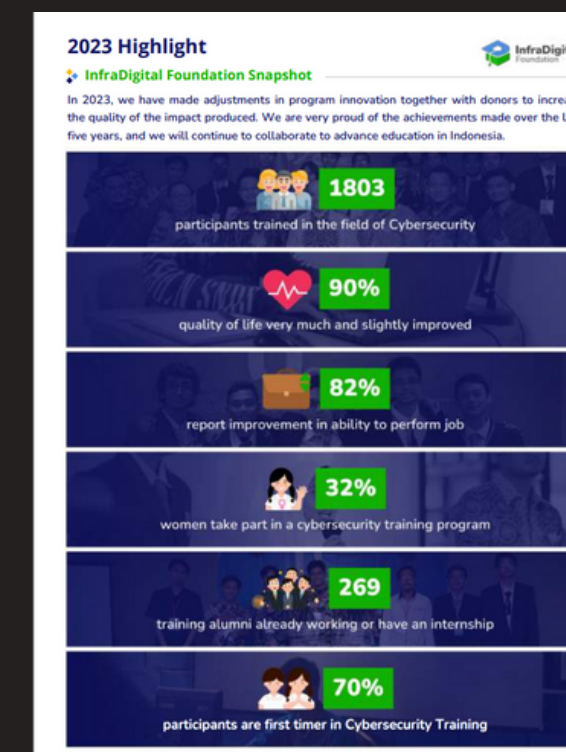 2023 Highlight
InfraDigit
Foundation
InfraDigital Foundation Snapshot
In 2023, we have made adjustments in program innovation together with donors to increa
the quality of the impact produced. We are very proud of the achievements made over the l
five years, and we will continue to collaborate to advance education in Indonesia.
1803
participants trained in the field of Cybersecurity
90%
quality of life very much and slightly improved
82%
report improvement in ability to perform job
32%
women take part in a cybersecurity training program
269
training alumni already working or have an internship
70%
participants are first timer in Cybersecurity Training